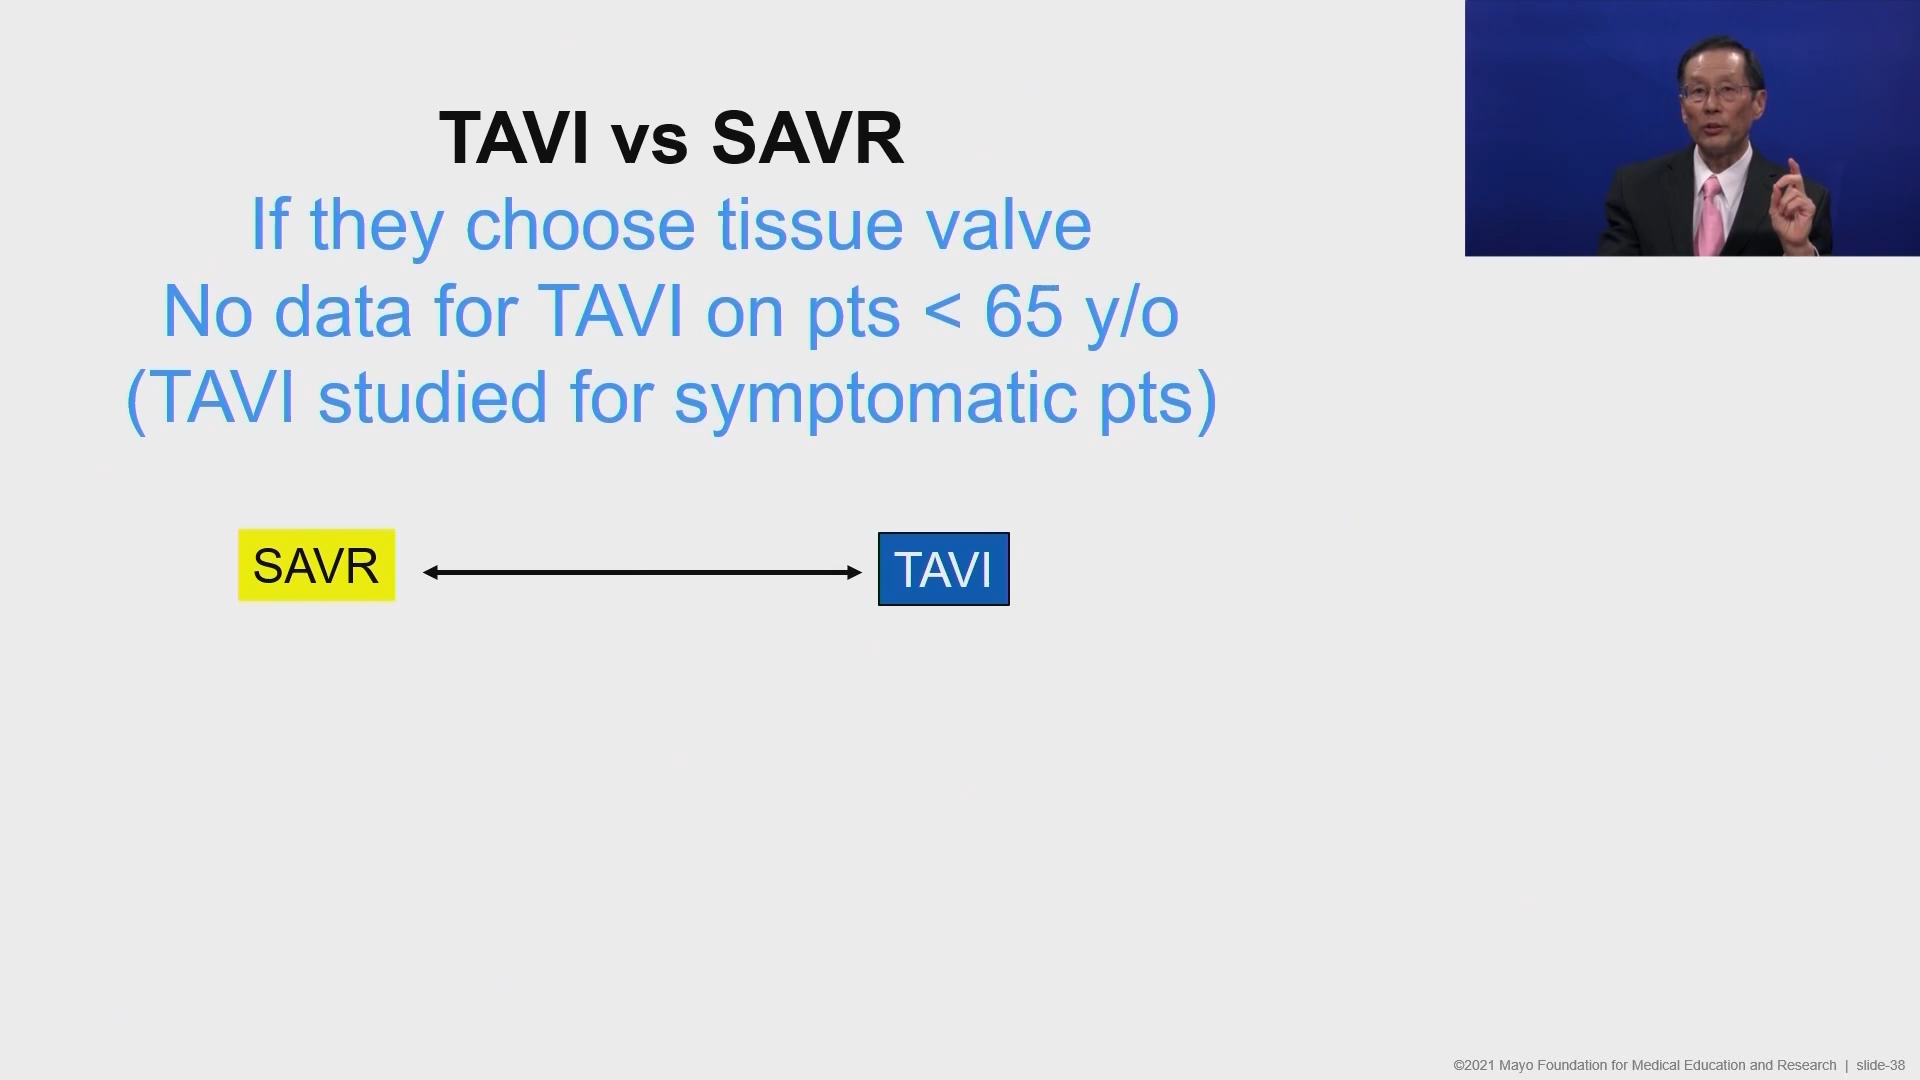 TAVI vs SAVR
If they choose tissue valve
No data for TAVI on pts < 65 y/o
(TAVI studied for symptomatic pts)
SAVR
TAVI
©2021 Mayo Foundation for Medical Education and Research | slide-38